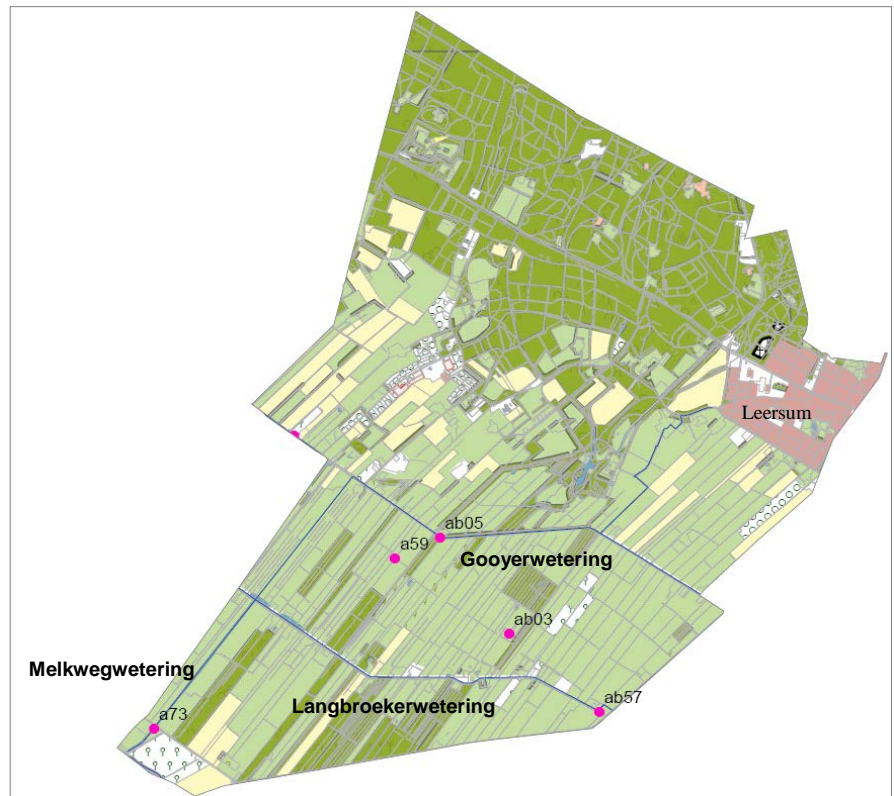 Leersum
ab05
a59
Gooyerwetering
ab03
Melkwegwetering
Langbroekerwetering
ab57
a73